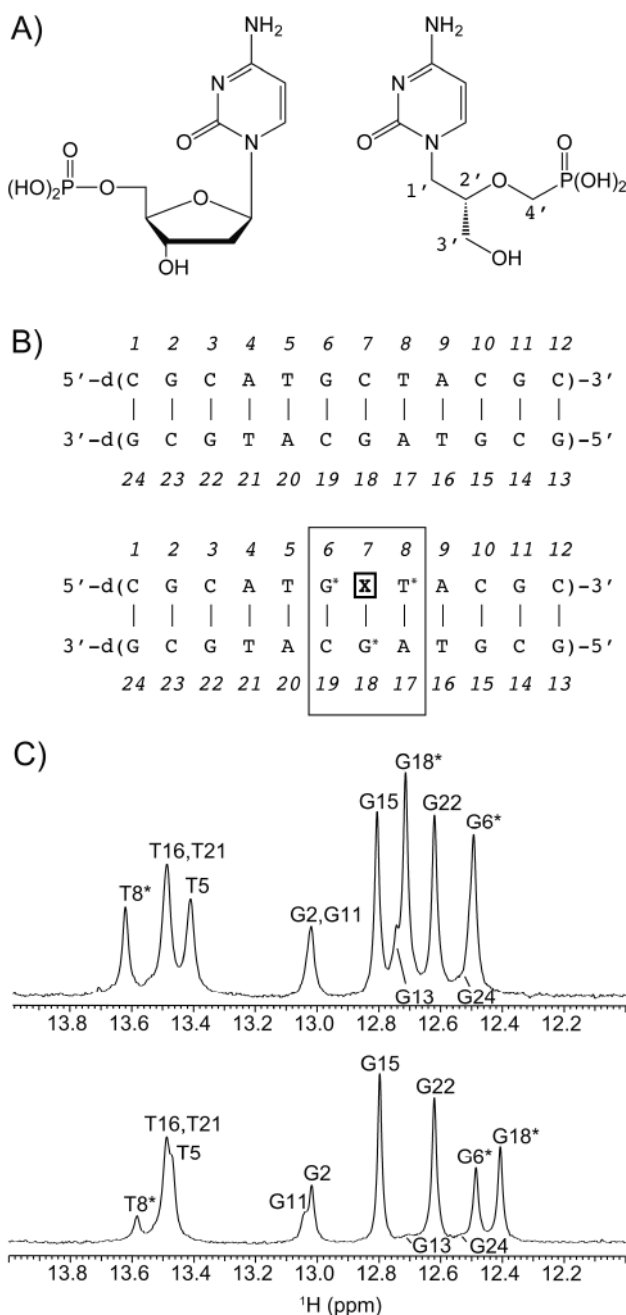 A)
NH2 NH2
N N
O N O N
O O
(HO)2P O O 2' O P(OH)2
1' 4'
3'
OH OH
B)
1 2 3 4 5 6 7 8 9 10 11 12
5'-d(C G C A T G C T A C G C)-3'
3'-d(G C G T A C G A T G C G)-5'
24 23 22 21 20 19 18 17 16 15 14 13
1 2 3 4 5 6 7 8 9 10 11 12
5'-d(C G C A T G* X T* A C G C)-3'
3'-d(G C G T A C G* A T G C G)-5'
24 23 22 21 20 19 18 17 16 15 14 13
C)
G18*
G15 G22 G6*
T16,T21
T8* T5
G2,G11
G13 G24
13.8 13.6 13.4 13.2 13.0 12.8 12.6 12.4 12.2
G15
G22
T16,T21 G18*
T5 G6*
G2
G11
T8*
G13 G24
13.8 13.6 13.4 13.2 13.0 12.8 12.6 12.4 12.2
1H (ppm)